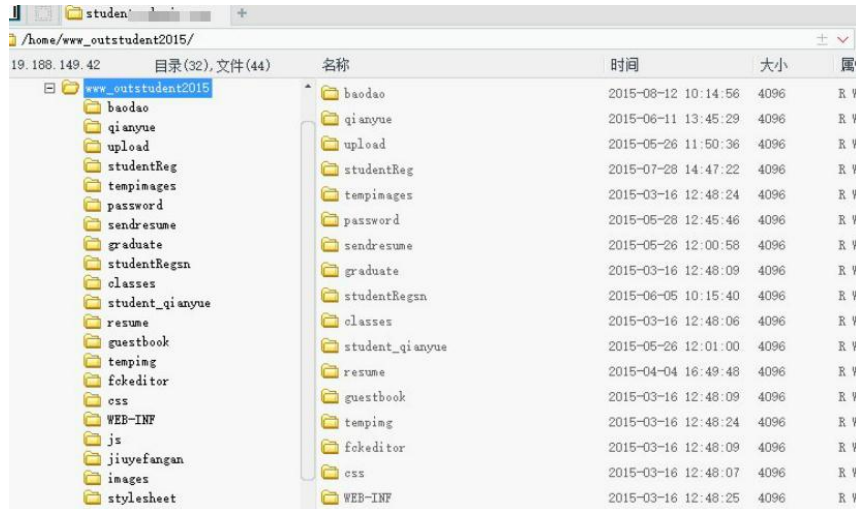 studen
+
/home/www_outstudent2015/
19.188.149.42 目录(32),文件(44) 名称 时间 大小
www_outstudent2015
baodao
qianyue
upload
studentReg
tempimages
password
sendresume
graduate
studentRegsn
classes
student_qianyue
resume
guestbook
tempimg
fckeditor
css
WEB-INF
js
jiuyefangan
images
stylesheet
baodao 2015-08-12 10:14:56 4096 R
qianyue 2015-06-11 13:45:29 4096 R
upload 2015-05-26 11:50:36 4096 R
studentReg 2015-07-28 14:47:22 4096 R
tempimages 2015-03-16 12:48:24 4096 R
password 2015-05-28 12:45:46 4096 R
sendresume 2015-05-26 12:00:58 4096 R
graduate 2015-03-16 12:48:09 4096 R
studentRegsn 2015-06-05 10:15:40 4096 R
classes 2015-03-16 12:48:06 4096 R
student_qianyue 2015-05-26 12:01:00 4096 R
resume 2015-04-04 16:49:48 4096 R
guestbook 2015-03-16 12:48:09 4096 R
tempimg 2015-03-16 12:48:24 4096 R
fckeditor 2015-03-16 12:48:09 4096 R
css 2015-03-16 12:48:07 4096 R
WEB-INF 2015-03-16 12:48:25 4096 R